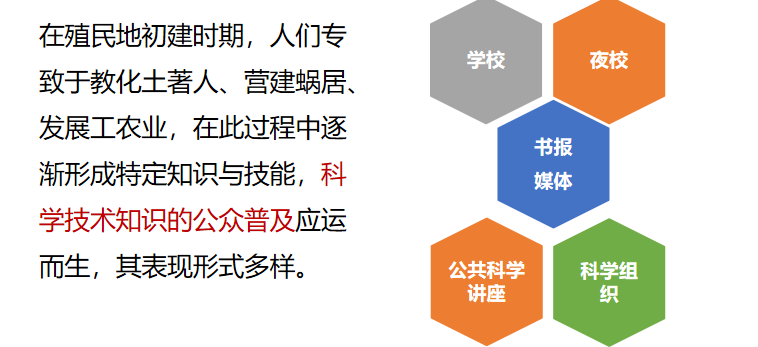 在殖民地初建时期，人们专
致于教化土著人、营建蜗居、
发展工农业，在此过程中逐
渐形成特定知识与技能，科
学技术知识的公众普及应运
而生，其表现形式多样。
学校
夜校
书报
媒体
公共科学
讲座
科学组
织